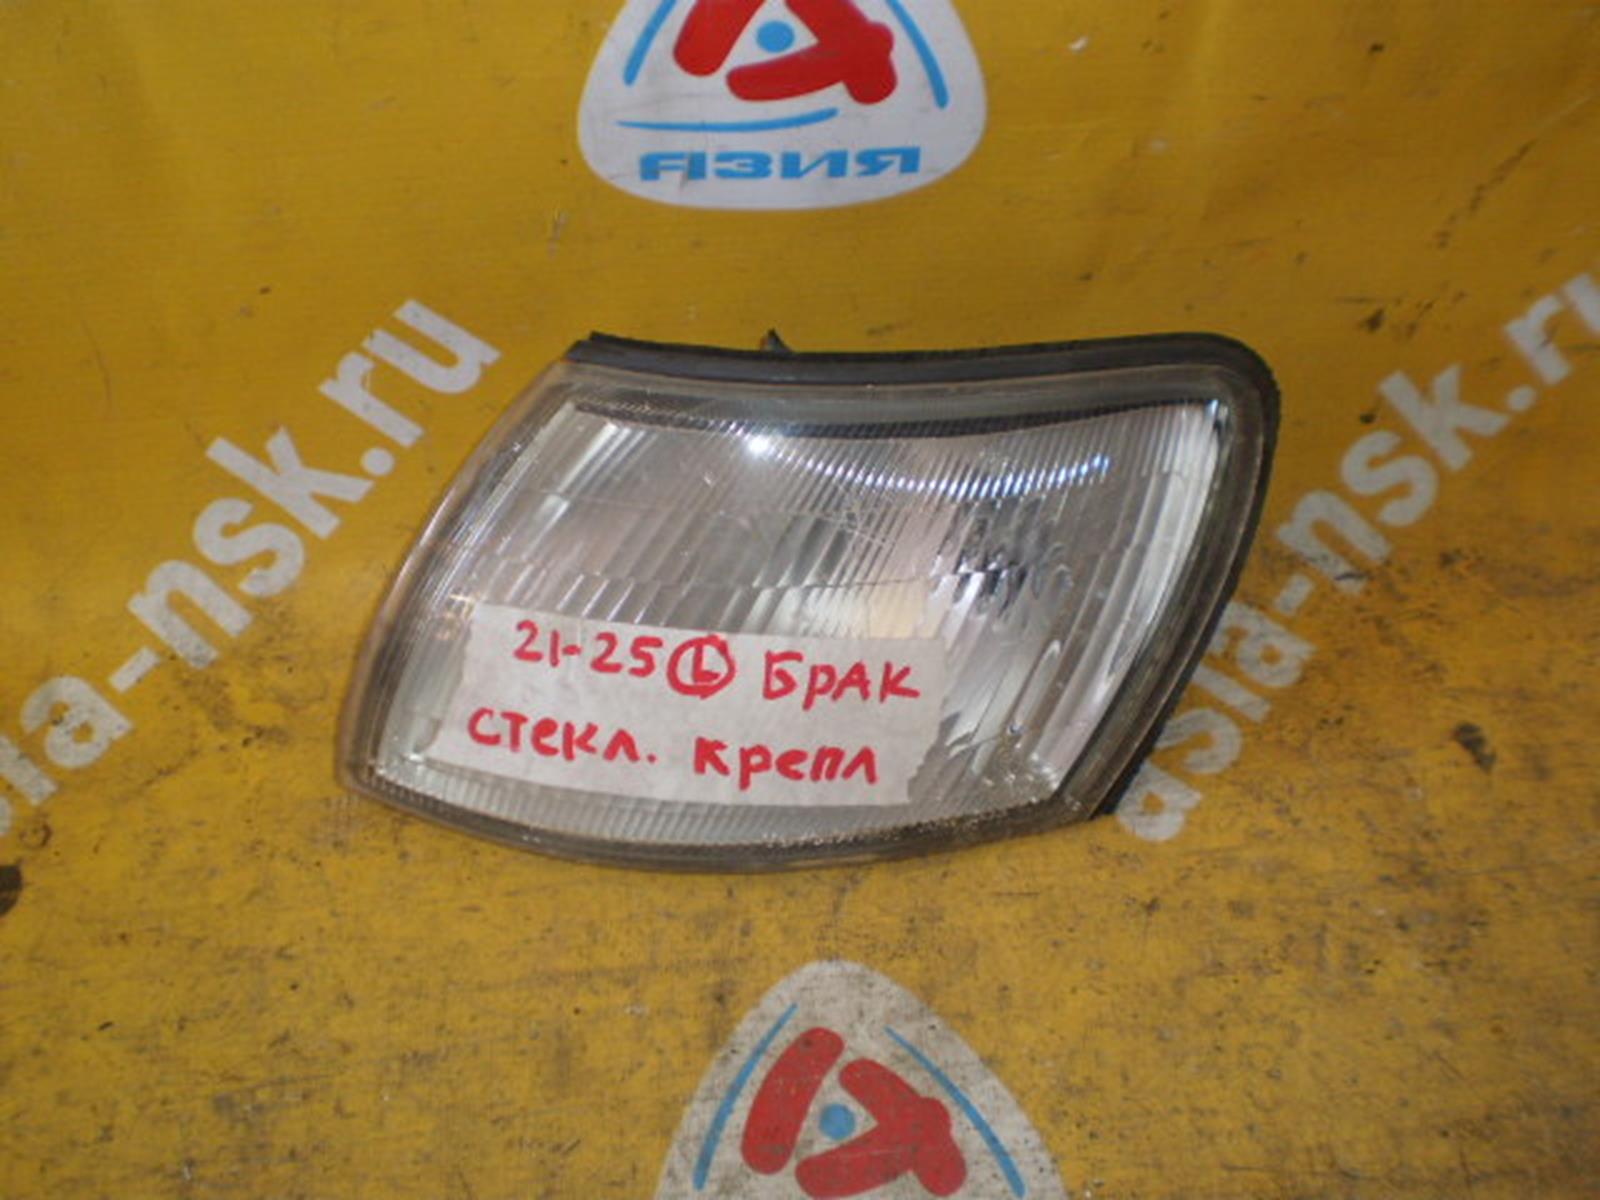 АЗИЯ
asia-nsk.ru
asia-nsk.ru
21-25 L БРАК
стекл. крепл